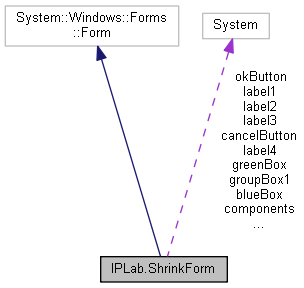 System::Windows::Forms
::Form
System
okButton
label1
label2
label3
cancelButton
label4
greenBox
groupBox1
blueBox
components
...
IPLab.ShrinkForm